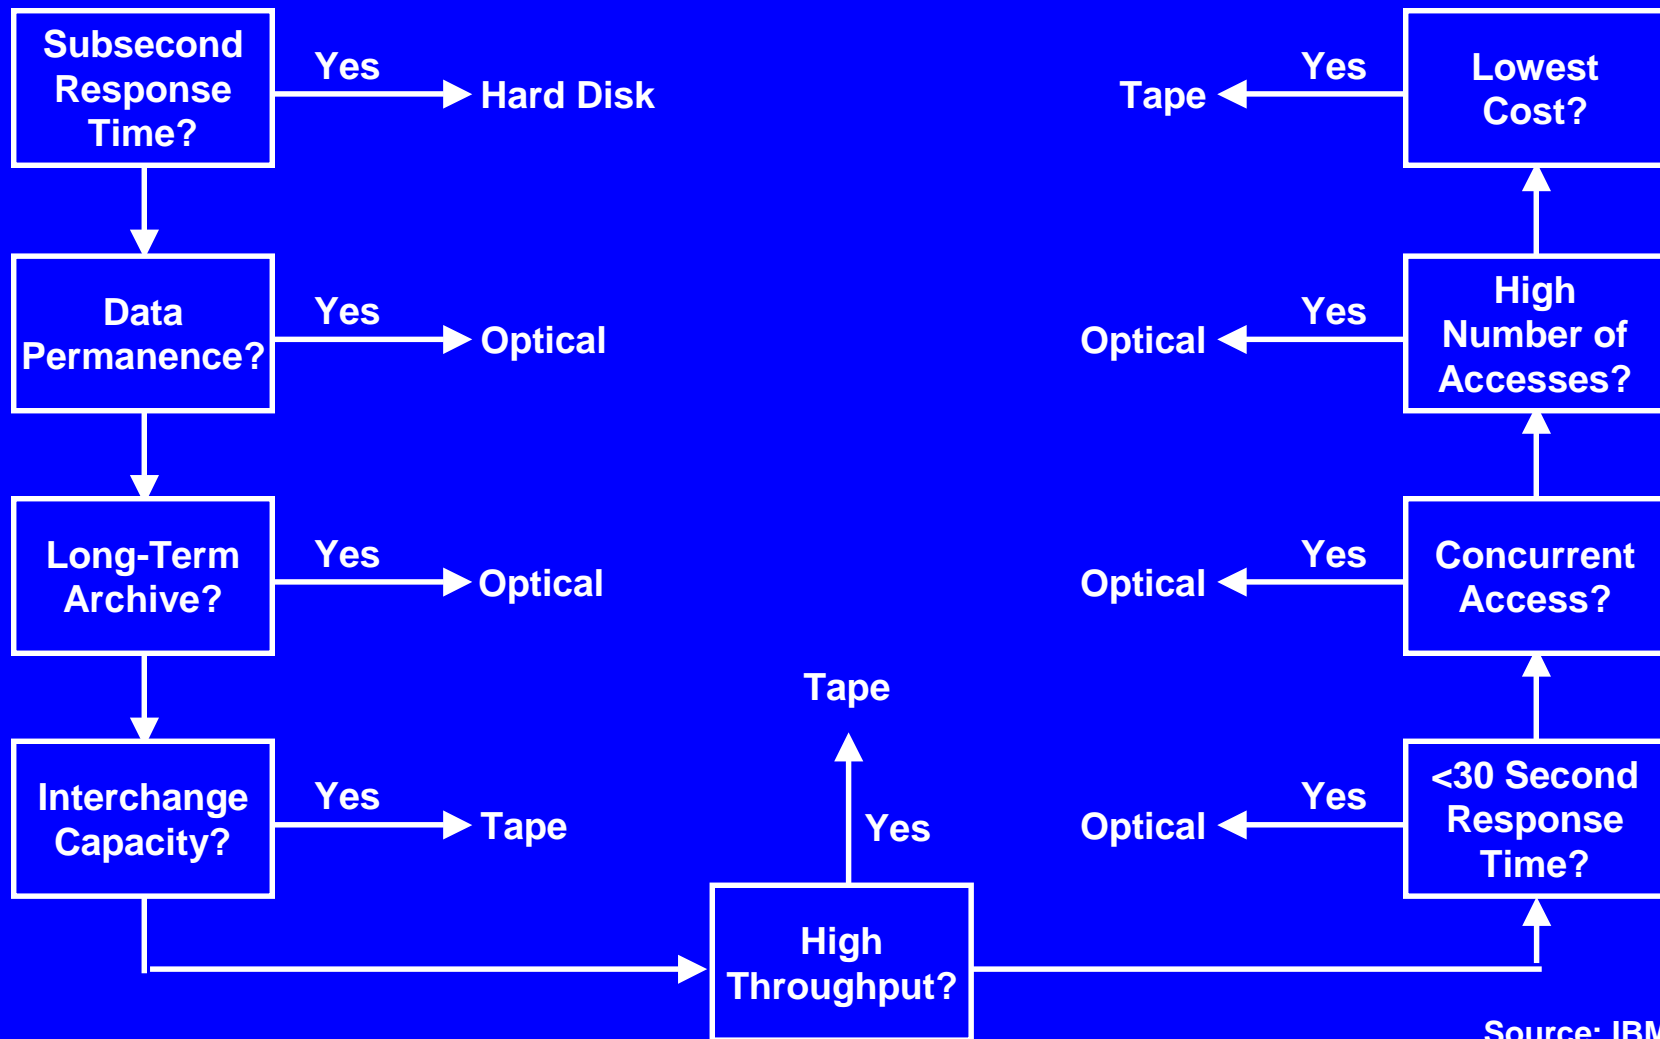 Subsecond
Response
Time?
Yes
Hard Disk
Data
Permanence?
Yes
Optical
Long-Term
Archive?
Yes
Optical
Interchange
Capacity?
Yes
Tape
High
Throughput?
Yes
Tape
<30 Second
Response
Time?
Yes
Optical
Concurrent
Access?
Yes
Optical
High
Number of
Accesses?
Yes
Optical
Lowest
Cost?
Yes
Tape
Source: IBM